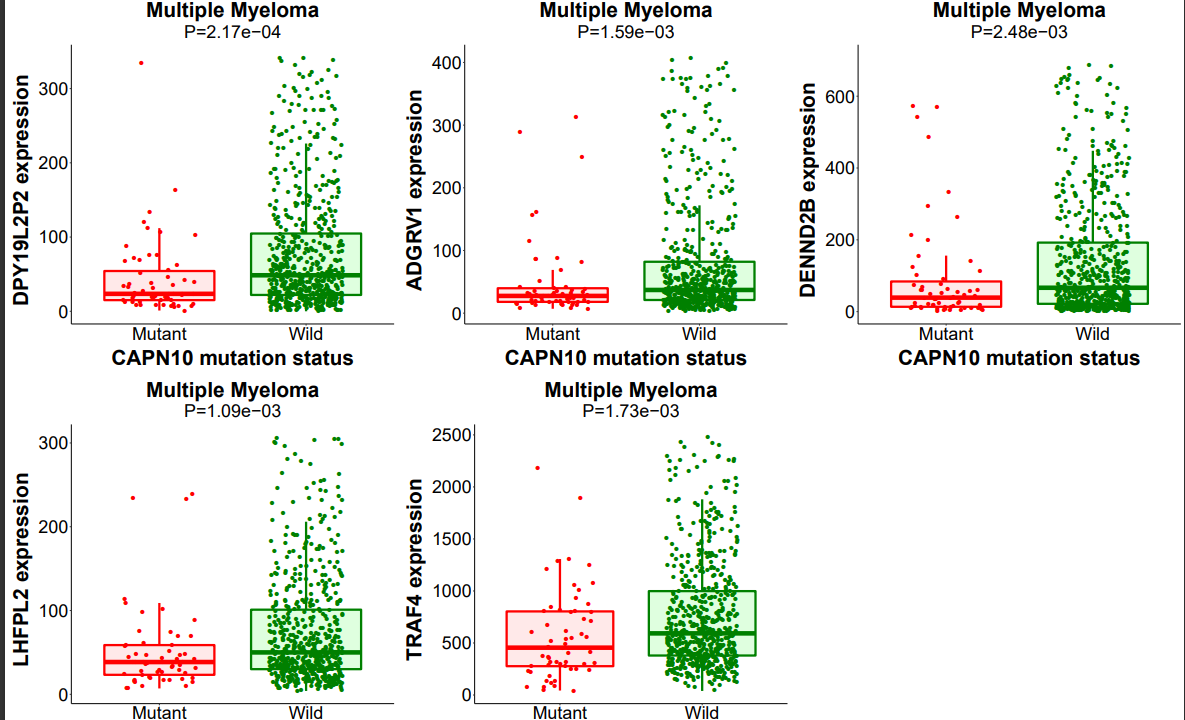 Multiple Myeloma
P=2.17e−04
DPY19L2P2 expression
300
200
100
0
Mutant Wild
CAPN10 mutation status
Multiple Myeloma
P=1.59e−03
ADGRV1 expression
400
300
200
100
0
Mutant Wild
CAPN10 mutation status
Multiple Myeloma
P=2.48e−03
DENND2B expression
600
400
200
0
Mutant Wild
CAPN10 mutation status
Multiple Myeloma
P=1.09e−03
LHFPL2 expression
300
200
100
0
Mutant Wild
Multiple Myeloma
P=1.73e−03
TRAF4 expression
2500
2000
1500
1000
500
0
Mutant Wild